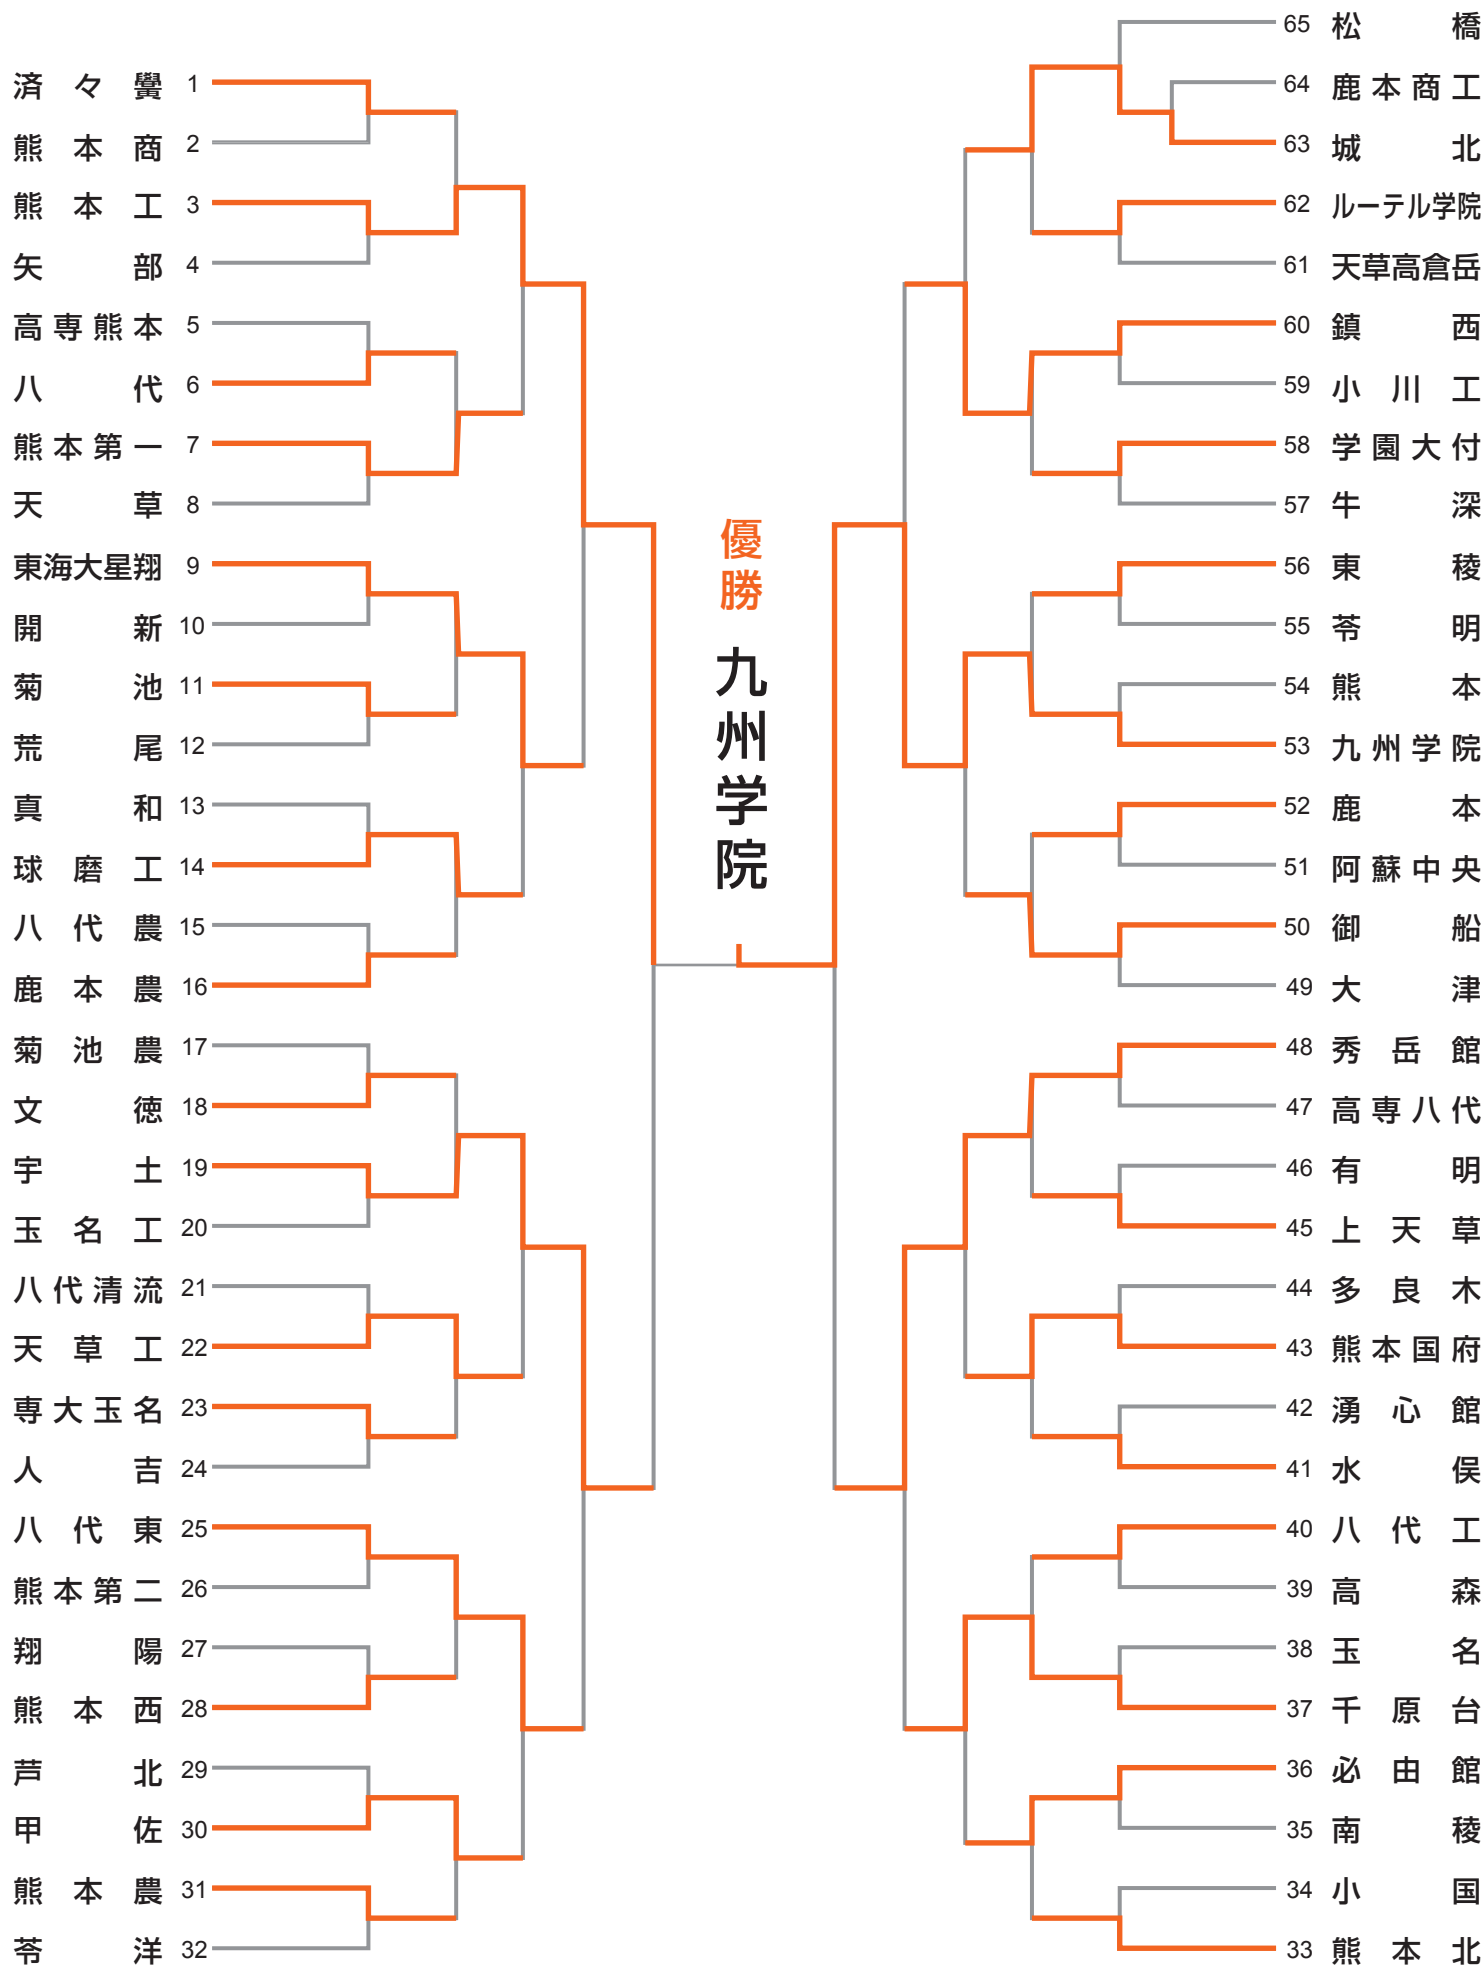 済々黌 1
熊本商 2
熊本工 3
矢部 4
高専熊本 5
八代 6
熊本第一 7
天草 8
東海大星翔 9
開新 10
菊池 11
荒尾 12
真和 13
球磨工 14
八代農 15
鹿本農 16
菊池農 17
文徳 18
宇土 19
玉名工 20
八代清流 21
天草工 22
専大玉名 23
人吉 24
八代東 25
熊本第二 26
翔陽 27
熊本西 28
芦北 29
甲佐 30
熊本農 31
苓洋 32
優勝
九州学院
65 松橋
64 鹿本商工
63 城北
62 ルーテル学院
61 天草高倉岳
60 鎮西
59 小川工
58 学園大付
57 牛深
56 東稜
55 苓明
54 熊本
53 九州学院
52 鹿本
51 阿蘇中央
50 御船
49 大津
48 秀岳館
47 高専八代
46 有明
45 上天草
44 多良木
43 熊本国府
42 湧心館
41 水俣
40 八代工
39 高森
38 玉名
37 千原台
36 必由館
35 南稜
34 小国
33 熊本北